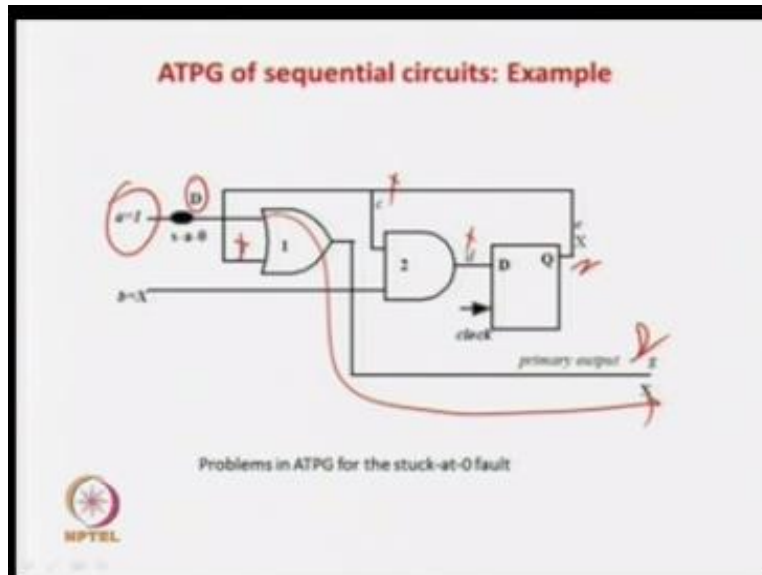 ATPG of sequential circuits: Example
a=1
D
s-a-0
1
b=X
c
2
d
D
Q
e
X
clock
primary output
g
X
Problems in ATPG for the stuck-at-0 fault
NPTEL